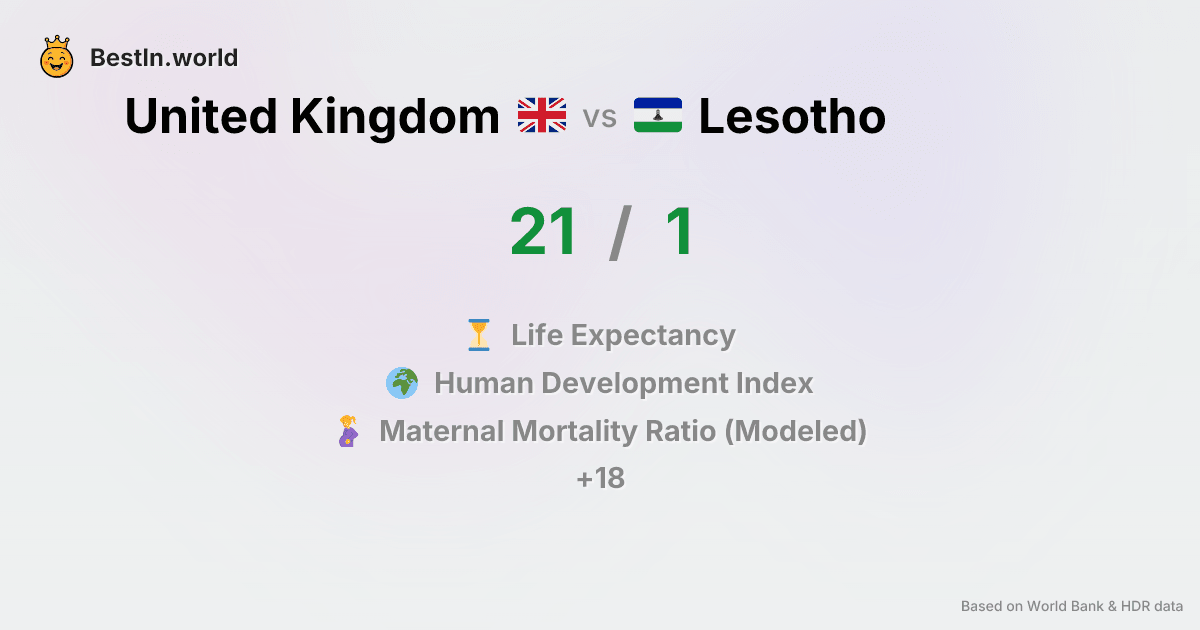 BestIn.world
United Kingdom vs Lesotho
21 / 1
Life Expectancy
Human Development Index
Maternal Mortality Ratio (Modeled)
+18
Based on World Bank & HDR data